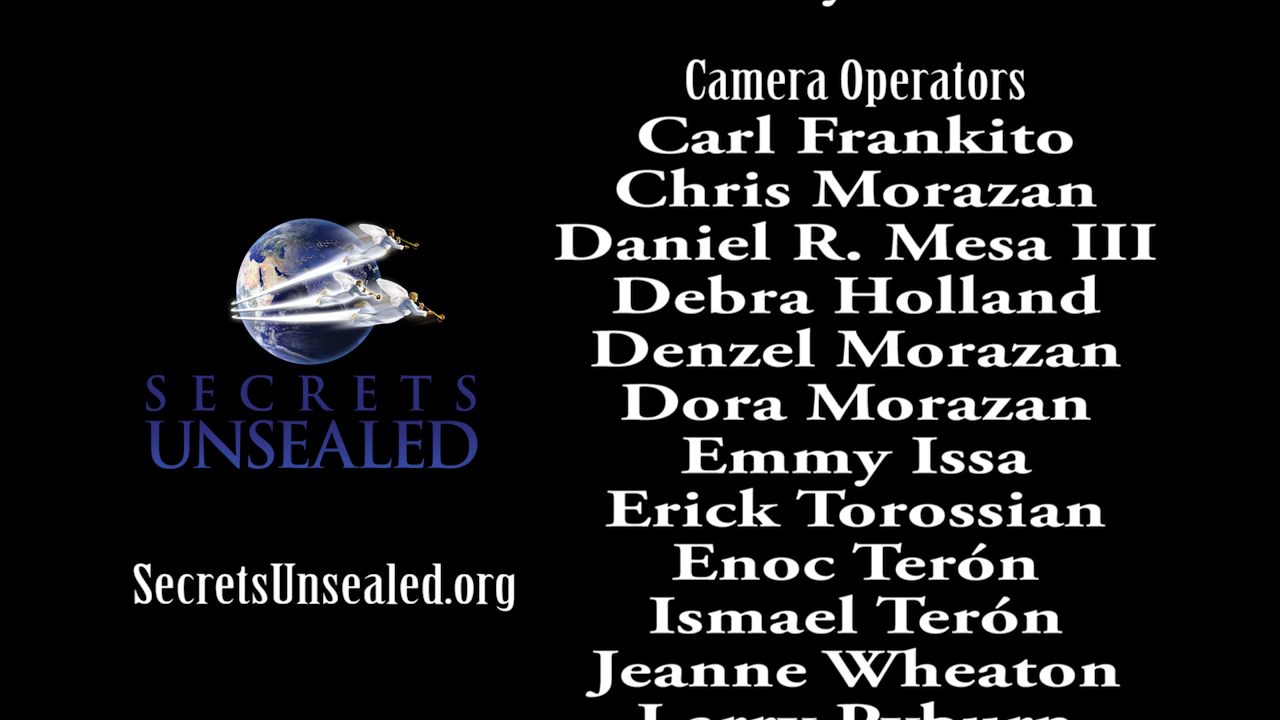 Camera Operators
Carl Frankito
Chris Morazan
Daniel R. Mesa III
Debra Holland
Denzel Morazan
Dora Morazan
Emmy Issa
Erick Torossian
Enoc Terón
Ismael Terón
Jeanne Wheaton
SECRETS
UNSEALED
SecretsUnsealed.org